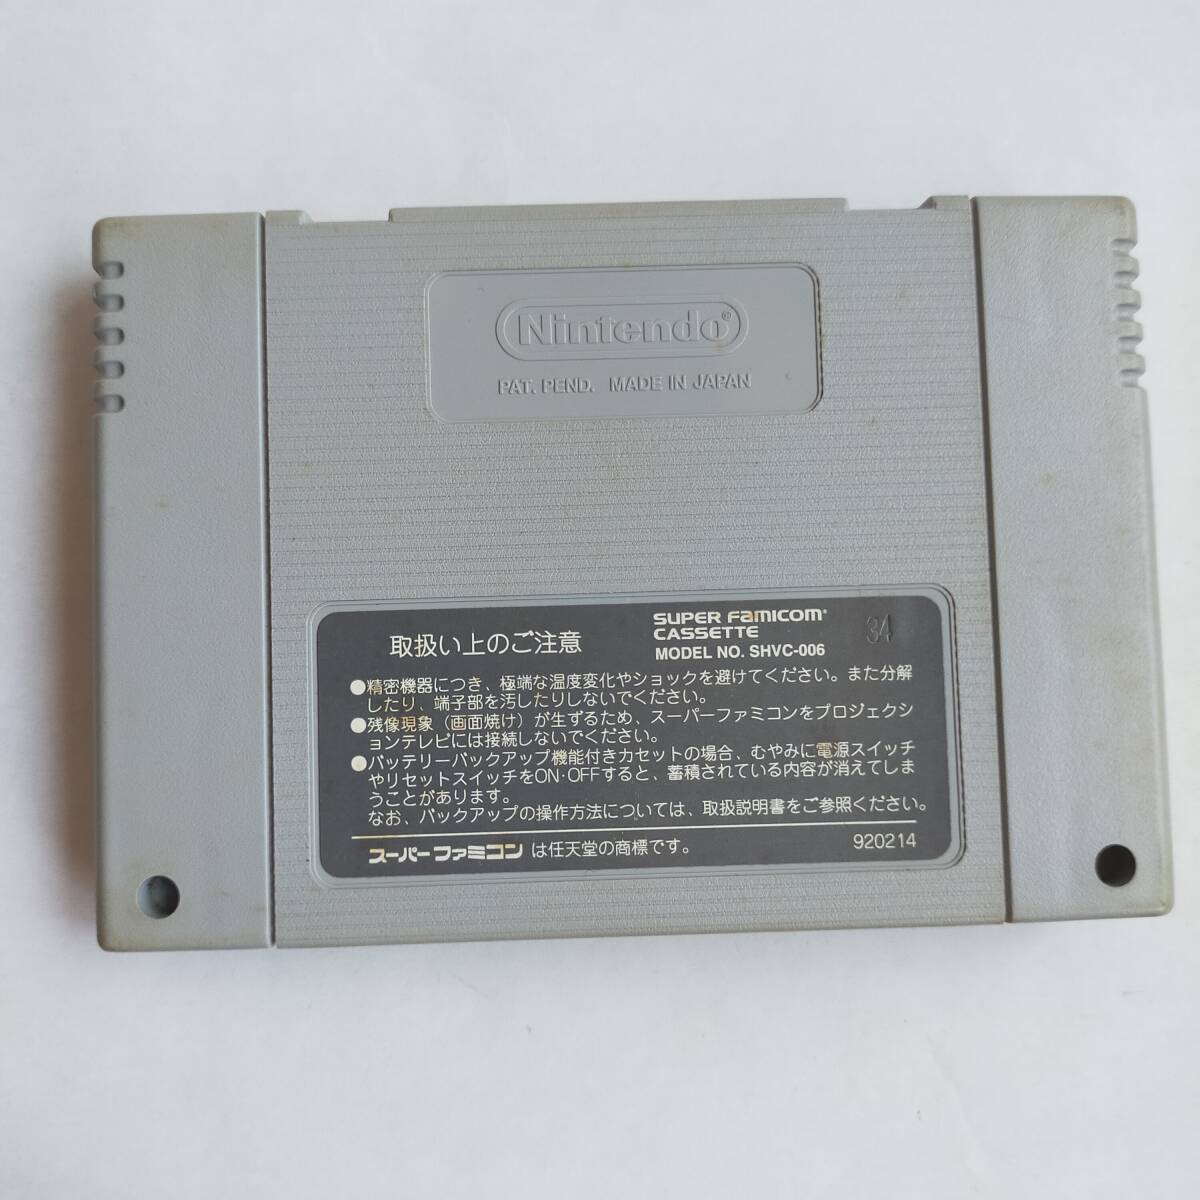 Nintendo®
PAT. PEND. MADE IN JAPAN
取扱い上のご注意
SUPER FAMICOM®
CASSETTE
MODEL NO. SHVC-006
34
●精密機器につき、極端な温度変化やショックを避けてください。また分解
したり、端子部を汚したりしないでください。
●残像現象（画面焼け）が生ずるため、スーパーファミコンをプロジェクシ
ョンテレビには接続しないでください。
●バッテリーバックアップ機能付きカセットの場合、むやみに電源スイッチ
やリセットスイッチをON·OFFすると、蓄積されている内容が消えてしま
うことがあります。
なお、バックアップの操作方法については、取扱説明書をご参照ください。
スーパーファミコン は任天堂の商標です。
920214